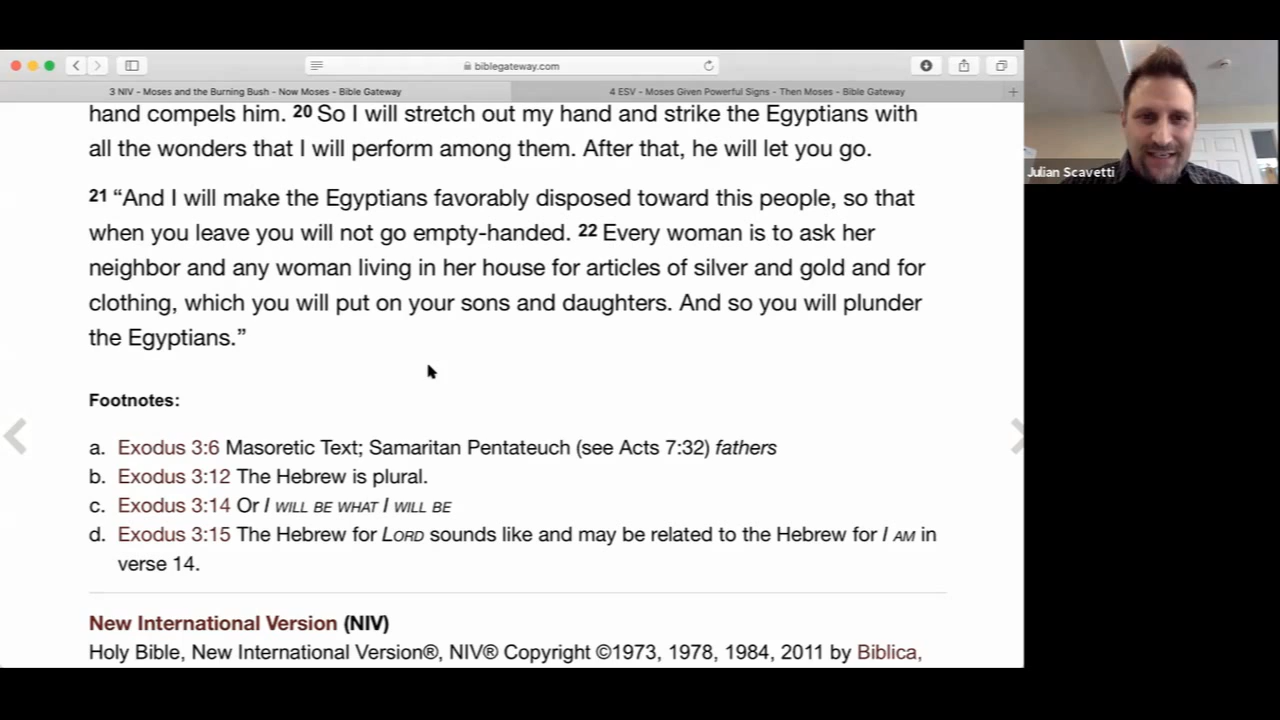 biblegateway.com
3 NIV - Moses and the Burning Bush - Now Moses - Bible Gateway
4 ESV - Moses Given Powerful Signs - Then Moses - Bible Gateway
hand compels him. 20 So I will stretch out my hand and strike the Egyptians with
all the wonders that I will perform among them. After that, he will let you go.
21 “And I will make the Egyptians favorably disposed toward this people, so that
when you leave you will not go empty-handed. 22 Every woman is to ask her
neighbor and any woman living in her house for articles of silver and gold and for
clothing, which you will put on your sons and daughters. And so you will plunder
the Egyptians.”
Footnotes:
a. Exodus 3:6 Masoretic Text; Samaritan Pentateuch (see Acts 7:32) fathers
b. Exodus 3:12 The Hebrew is plural.
c. Exodus 3:14 Or I WILL BE WHAT I WILL BE
d. Exodus 3:15 The Hebrew for LORD sounds like and may be related to the Hebrew for I AM in
verse 14.
New International Version (NIV)
Holy Bible, New International Version®, NIV® Copyright ©1973, 1978, 1984, 2011 by Biblica,
Julian Scavetti